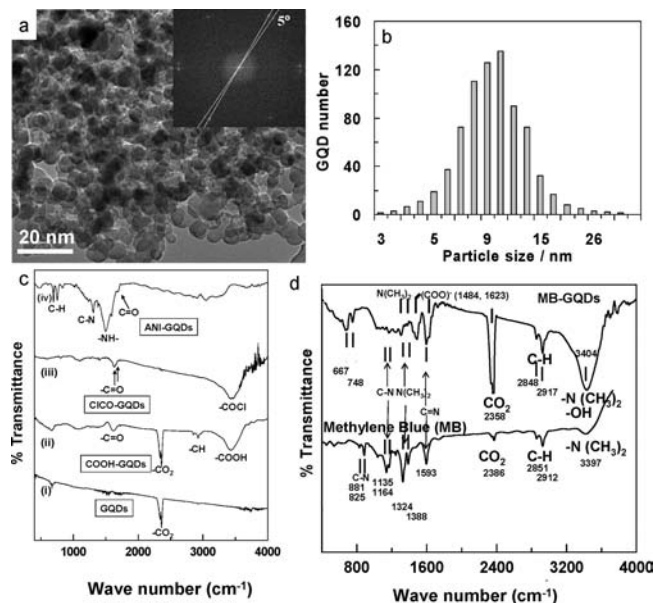 a
5º
20 nm
b
GQD number
160
120
80
40
0
3 5 9 15 26
Particle size / nm
c
% Transmittance
(iv)
C-H
C-N
-NH-
C=O
ANI-GQDs
(iii)
-C=O
ClCO-GQDs
-COCl
(ii)
-C=O
COOH-GQDs
-CO2
-CH
-COOH
(i)
GQDs
-CO2
1000 2000 3000 4000
Wave number (cm-1)
d
% Transmittance
N(CH3)2
(COO)- (1484, 1623)
MB-GQDs
667
748
C-N
N(CH3)2
C=N
CO2
2358
C-H
2848
2917
3404
-N (CH3)2
-OH
Methylene Blue (MB)
C-N
881
825
1135
1164
1324
1388
1593
CO2
2386
C-H
2851
2912
-N (CH3)2
3397
800 1600 2400 3200 4000
Wave number (cm-1)